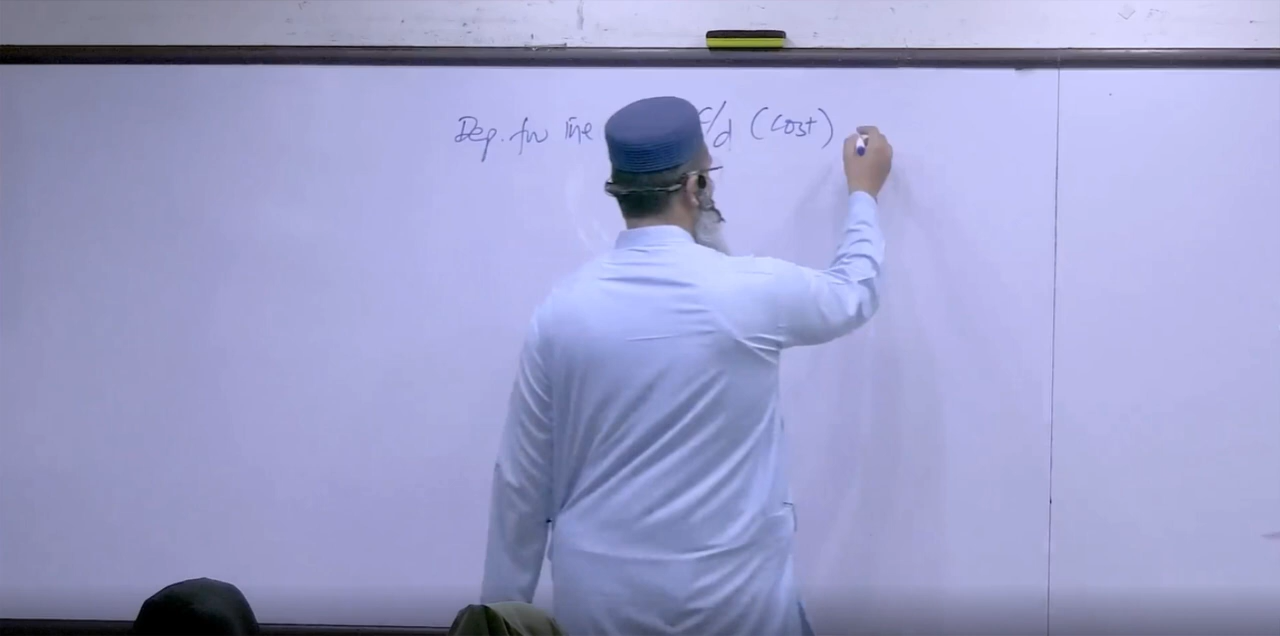 Dep. for the c/d (cost)